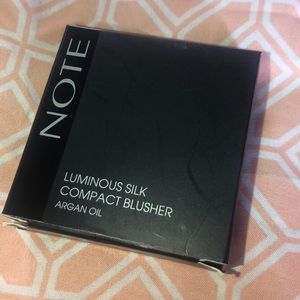 NOTE
LUMINOUS SILK
COMPACT BLUSHER
ARGAN OIL